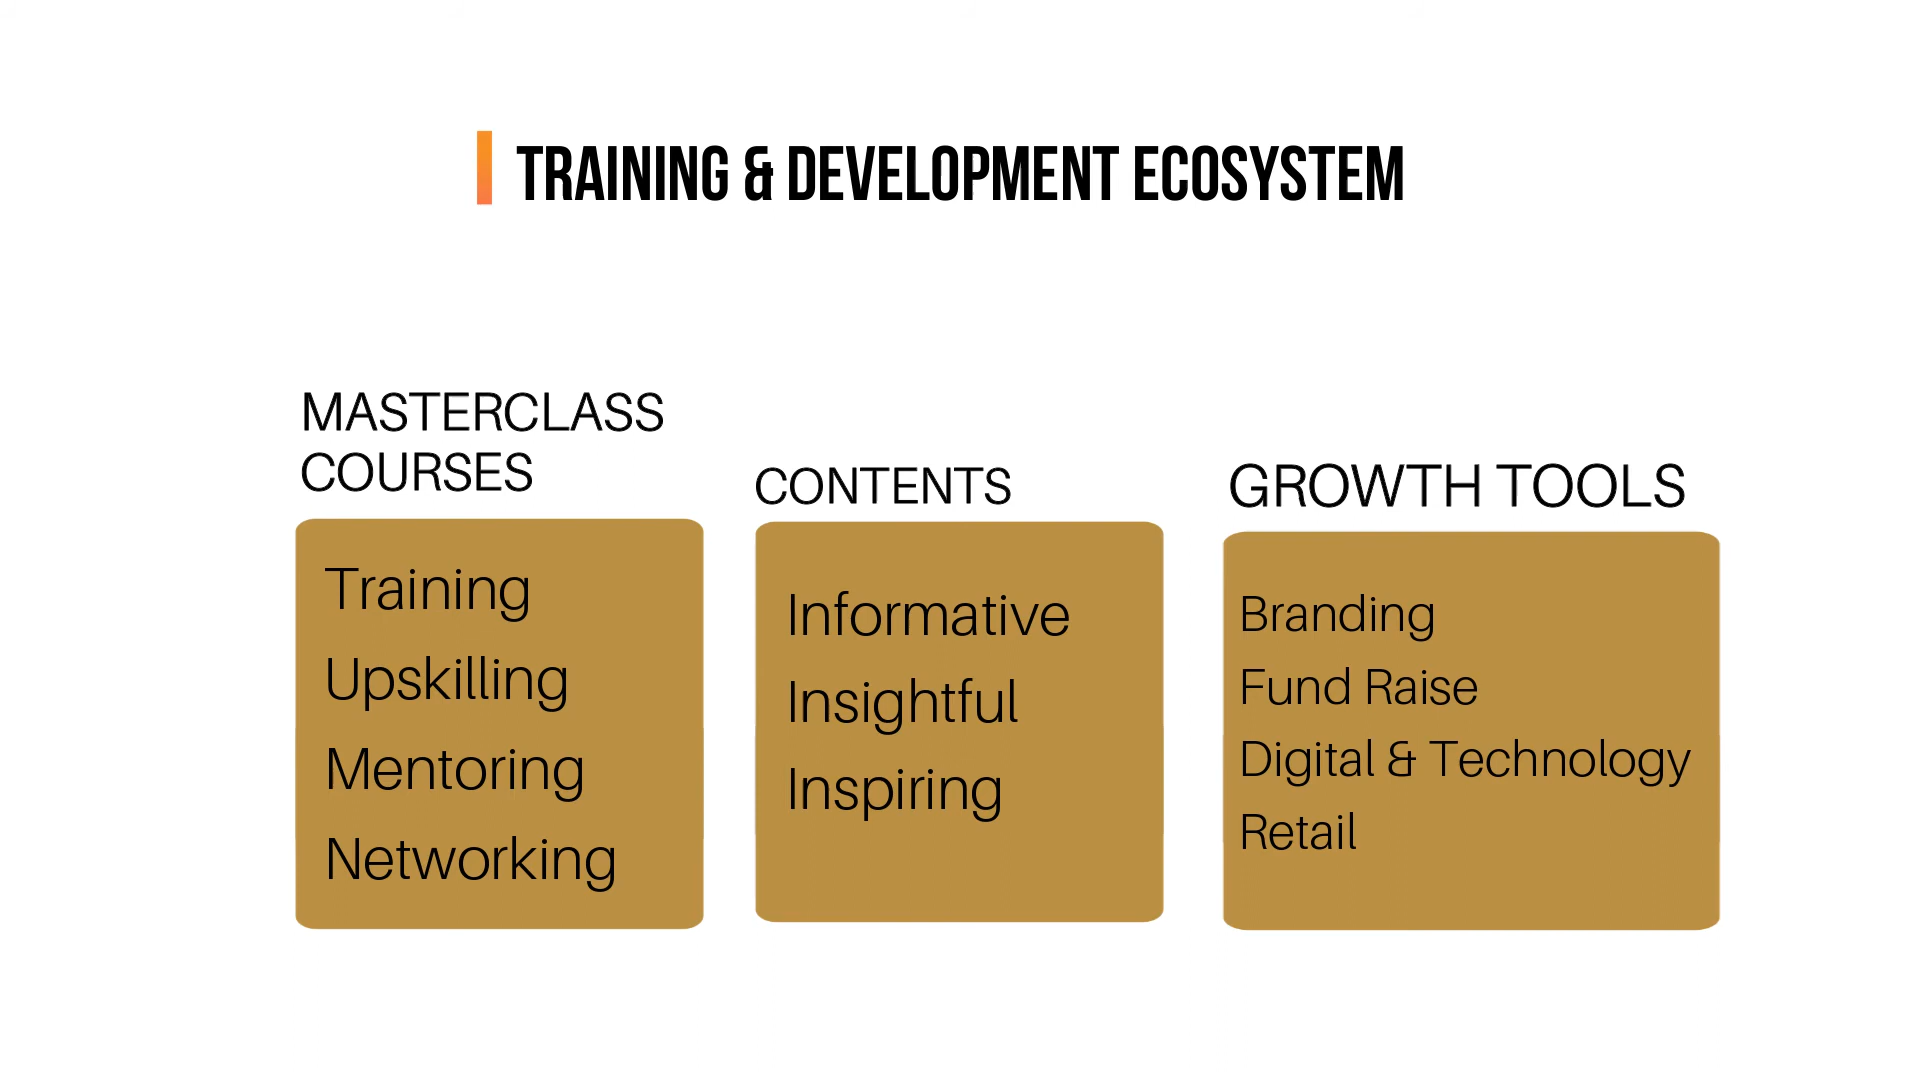 TRAINING & DEVELOPMENT ECOSYSTEM
MASTERCLASS
COURSES
Training
Upskilling
Mentoring
Networking
CONTENTS
Informative
Insightful
Inspiring
GROWTH TOOLS
Branding
Fund Raise
Digital & Technology
Retail